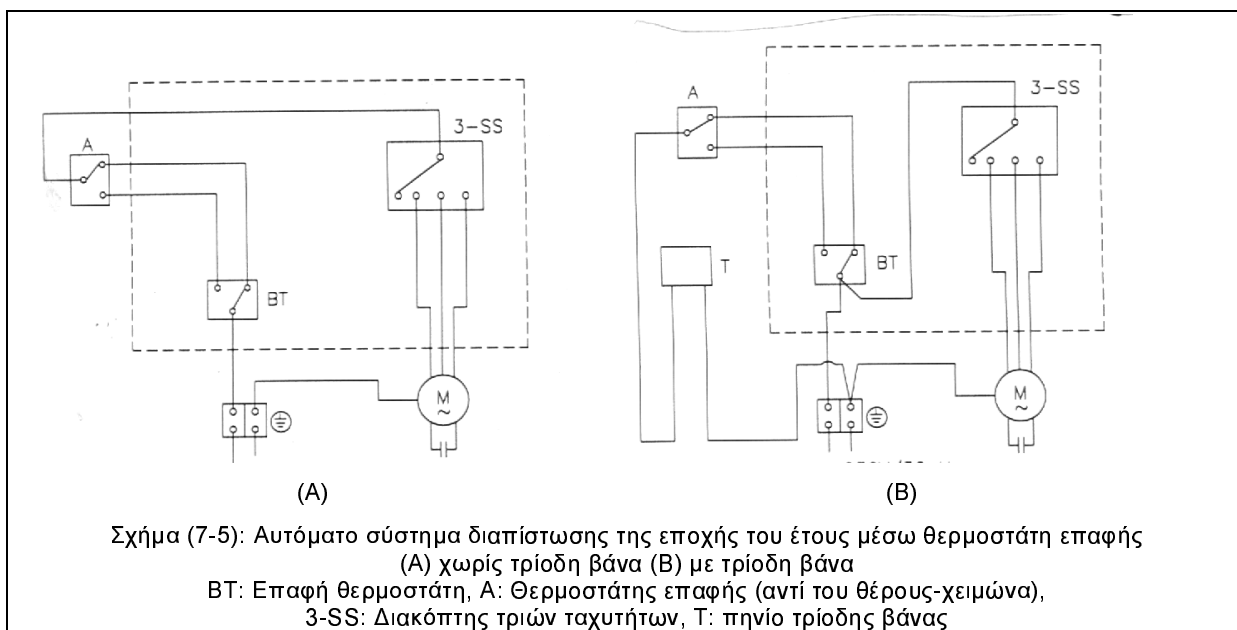 A
3-SS
BT
M
~
A
3-SS
T
BT
M
~
(A)
(B)
Σχήμα (7-5): Αυτόματο σύστημα διαπίστωσης της εποχής του έτους μέσω θερμοστάτη επαφής
(Α) χωρίς τρίοδη βάνα (Β) με τρίοδη βάνα
ΒΤ: Επαφή θερμοστάτη, Α: Θερμοστάτης επαφής (αντί του θέρους-χειμώνα),
3-SS: Διακόπτης τριών ταχυτήτων, Τ: πηνίο τρίοδης βάνας